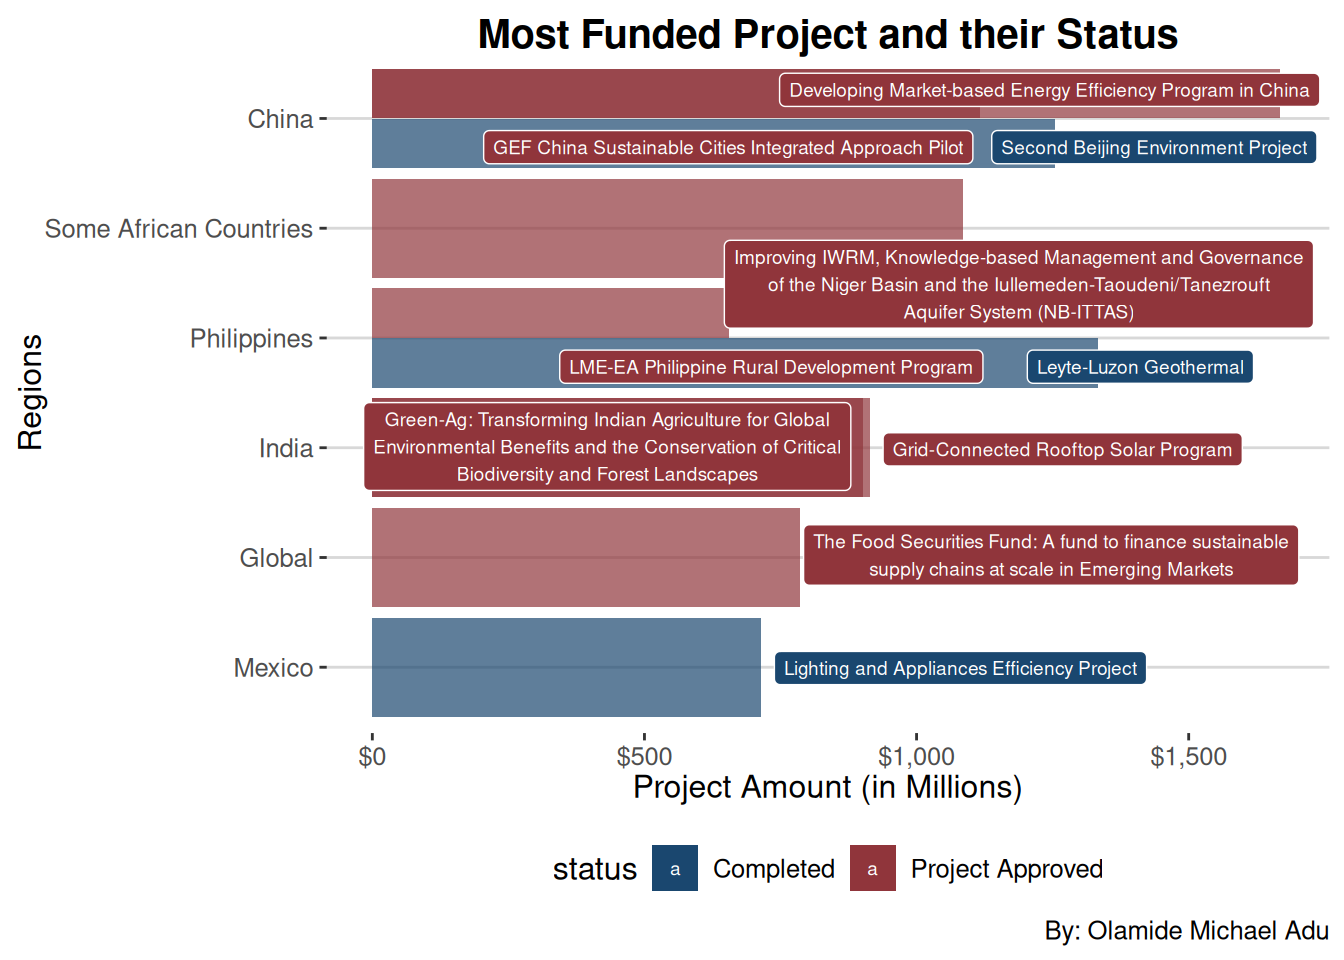 Most Funded Project and their Status
China
Developing Market-based Energy Efficiency Program in China
GEF China Sustainable Cities Integrated Approach Pilot
Second Beijing Environment Project
Some African Countries
Improving IWRM, Knowledge-based Management and Governance
of the Niger Basin and the Iullemeden-Taoudeni/Tanezrouft
Aquifer System (NB-ITTAS)
Philippines
LME-EA Philippine Rural Development Program
Leyte-Luzon Geothermal
Regions
India
Green-Ag: Transforming Indian Agriculture for Global
Environmental Benefits and the Conservation of Critical
Biodiversity and Forest Landscapes
Grid-Connected Rooftop Solar Program
Global
The Food Securities Fund: A fund to finance sustainable
supply chains at scale in Emerging Markets
Mexico
Lighting and Appliances Efficiency Project
$0 $500 $1,000 $1,500
Project Amount (in Millions)
status a Completed a Project Approved
By: Olamide Michael Adu